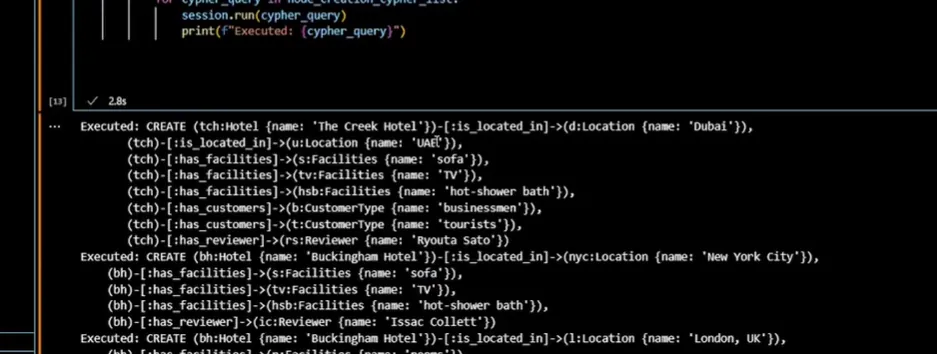 for cypher_query in node_creation_cypher_list:
session.run(cypher_query)
print(f"Executed: {cypher_query}")
[13] ✓ 2.8s
... Executed: CREATE (tch:Hotel {name: 'The Creek Hotel'})-[:is_located_in]->(d:Location {name: 'Dubai'}),
(tch)-[:is_located_in]->(u:Location {name: 'UAE'}),
(tch)-[:has_facilities]->(s:Facilities {name: 'sofa'}),
(tch)-[:has_facilities]->(tv:Facilities {name: 'TV'}),
(tch)-[:has_facilities]->(hsb:Facilities {name: 'hot-shower bath'}),
(tch)-[:has_customers]->(b:CustomerType {name: 'businessmen'}),
(tch)-[:has_customers]->(t:CustomerType {name: 'tourists'}),
(tch)-[:has_reviewer]->(rs:Reviewer {name: 'Ryouta Sato'})
Executed: CREATE (bh:Hotel {name: 'Buckingham Hotel'})-[:is_located_in]->(nyc:Location {name: 'New York City'}),
(bh)-[:has_facilities]->(s:Facilities {name: 'sofa'}),
(bh)-[:has_facilities]->(tv:Facilities {name: 'TV'}),
(bh)-[:has_facilities]->(hsb:Facilities {name: 'hot-shower bath'}),
(bh)-[:has_reviewer]->(ic:Reviewer {name: 'Issac Collett'})
Executed: CREATE (bh:Hotel {name: 'Buckingham Hotel'})-[:is_located_in]->(l:Location {name: 'London, UK'}),
(bh)-[:has_facilities]->(r:Facilities {name: 'rooms'}),